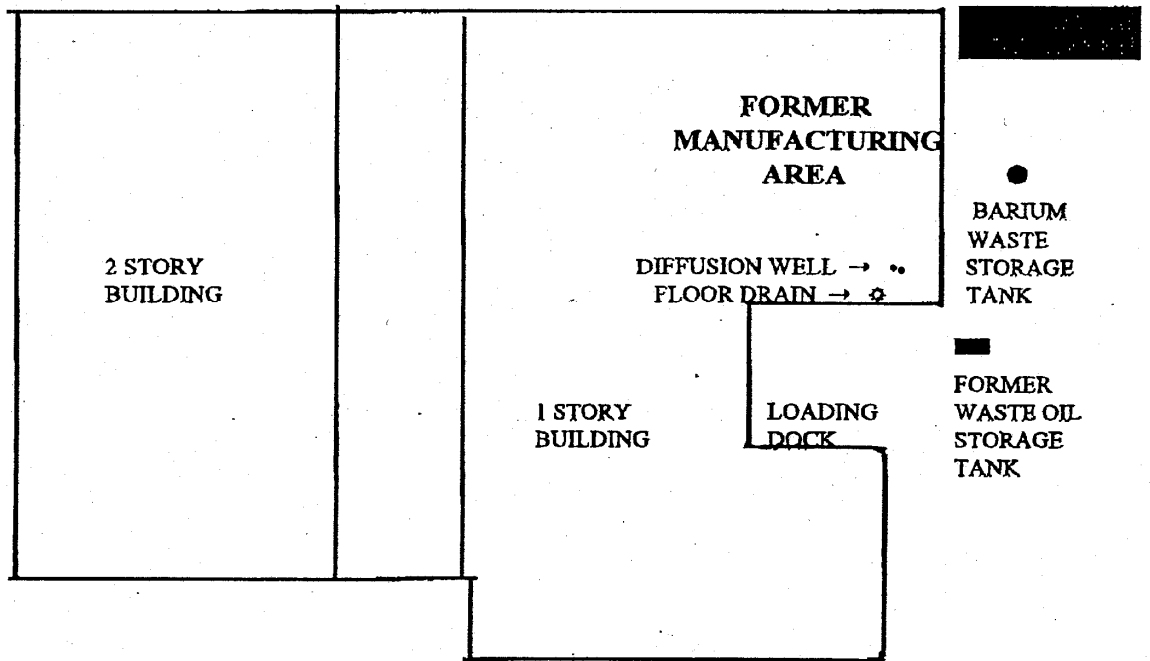 FORMER
MANUFACTURING
AREA
BARIUM
WASTE
STORAGE
TANK
2 STORY
BUILDING
DIFFUSION WELL →
FLOOR DRAIN →
FORMER
WASTE OIL
STORAGE
TANK
1 STORY
BUILDING
LOADING
DOCK